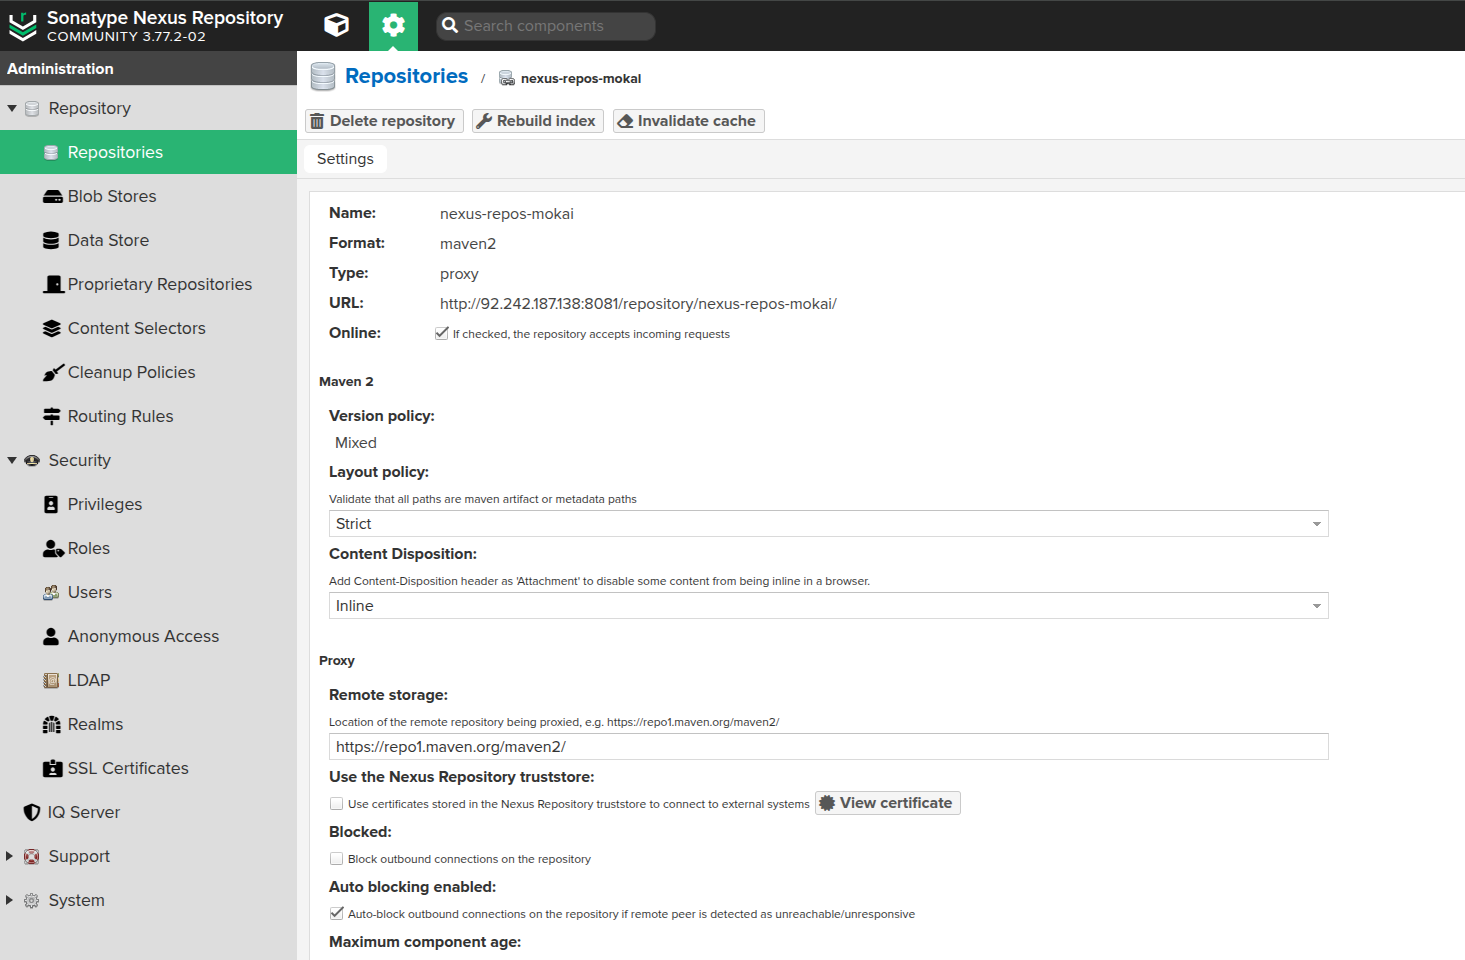 Sonatype Nexus Repository
COMMUNITY 3.77.2-02
Search components
Administration
Repositories / nexus-repos-mokai
Repository
Delete repository Rebuild index Invalidate cache
Repositories
Settings
Blob Stores
Data Store
Proprietary Repositories
Content Selectors
Cleanup Policies
Routing Rules
Security
Privileges
Roles
Users
Anonymous Access
LDAP
Realms
SSL Certificates
IQ Server
Support
System
Name: nexus-repos-mokai
Format: maven2
Type: proxy
URL: http://92.242.187.138:8081/repository/nexus-repos-mokai/
Online: If checked, the repository accepts incoming requests
Maven 2
Version policy:
Mixed
Layout policy:
Validate that all paths are maven artifact or metadata paths
Strict
Content Disposition:
Add Content-Disposition header as 'Attachment' to disable some content from being inline in a browser.
Inline
Proxy
Remote storage:
Location of the remote repository being proxied, e.g. https://repo1.maven.org/maven2/
https://repo1.maven.org/maven2/
Use the Nexus Repository truststore:
Use certificates stored in the Nexus Repository truststore to connect to external systems View certificate
Blocked:
Block outbound connections on the repository
Auto blocking enabled:
Auto-block outbound connections on the repository if remote peer is detected as unreachable/unresponsive
Maximum component age: